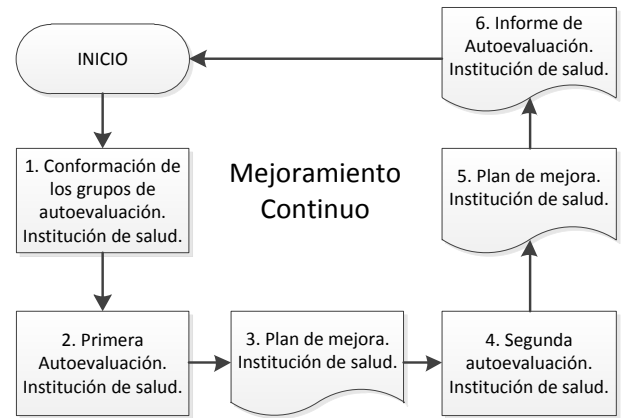 INICIO
1. Conformación de
los grupos de
autoevaluación.
Institución de salud.
2. Primera
Autoevaluación.
Institución de salud.
3. Plan de mejora.
Institución de salud.
4. Segunda
autoevaluación.
Institución de salud.
5. Plan de mejora.
Institución de salud.
6. Informe de
Autoevaluación.
Institución de salud.
Mejoramiento
Continuo